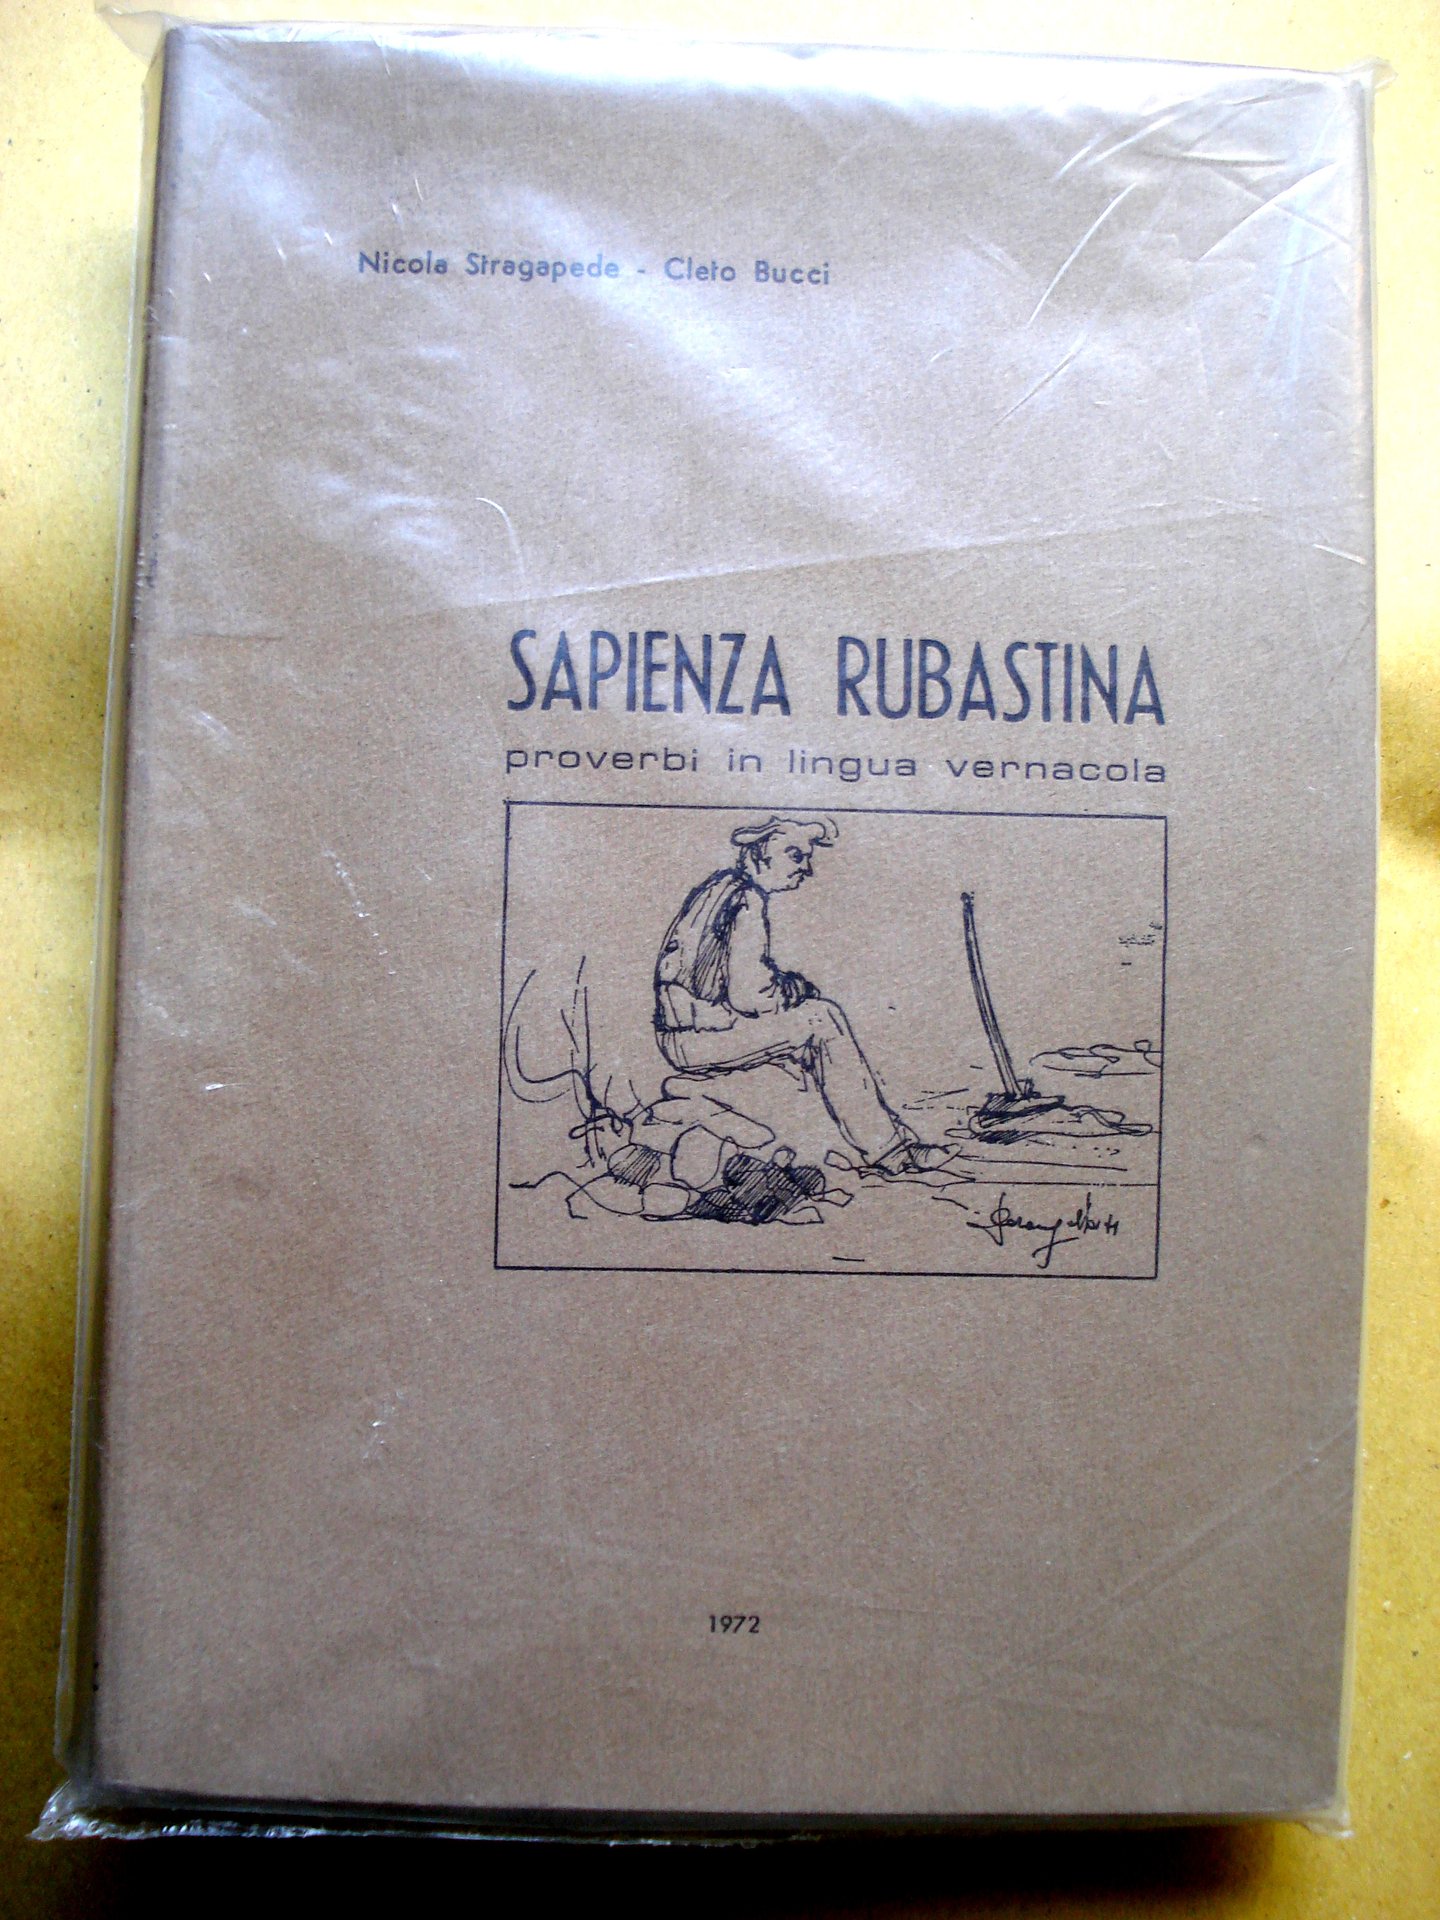 Nicola Stragapede - Cleto Bucci
SAPIENZA RUBASTINA
proverbi in lingua vernacola
1972